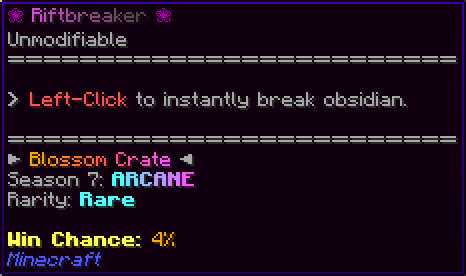 ❀ Riftbreaker ❀
Unmodifiable
==============================
> Left-Click to instantly break obsidian.
==============================
► Blossom Crate ◄
Season 7: ARCANE
Rarity: Rare
Win Chance: 4%
Minecraft